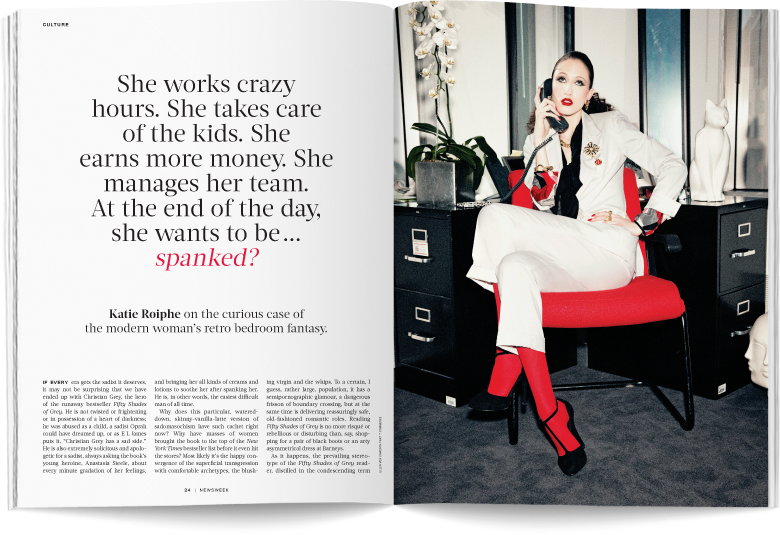 CULTURE
She works crazy
hours. She takes care
of the kids. She
earns more money. She
manages her team.
At the end of the day,
she wants to be...
spanked?
Katie Roiphe on the curious case of
the modern woman's retro bedroom fantasy.
IF EVERY era gets the sadist it deserves,
it may not be surprising that we have
ended up with Christian Grey, the hero
of the runaway bestseller Fifty Shades
of Grey. He is not twisted or frightening
or in possession of a heart of darkness;
he was abused as a child, a sadist Oprah
could have dreamed up, or as E L James
puts it, "Christian Grey has a sad side."
He is also extremely solicitous and apolo-
getic for a sadist, always asking the book's
young heroine, Anastasia Steele, about
every minute gradation of her feelings,
and bringing her all kinds of creams and
lotions to soothe her after spanking her.
He is, in other words, the easiest difficult
man of all time.
Why does this particular, watered-
down, skinny-vanilla-latte version of
sadomasochism have such cachet right
now? Why have masses of women
brought the book to the top of the New
York Times bestseller list before it even hit
the stores? Most likely it's the happy con-
vergence of the superficial transgression
with comfortable archetypes, the blush-
ing virgin and the whips. To a certain, I
guess, rather large, population, it has a
semipornographic glamour, a dangerous
frisson of boundary crossing, but at the
same time is delivering reassuringly safe,
old-fashioned romantic roles. Reading
Fifty Shades of Grey is no more risqué or
rebellious or disturbing than, say, shop-
ping for a pair of black boots or an arty
asymmetrical dress at Barneys.
As it happens, the prevailing stereo-
type of the Fifty Shades of Grey read-
er, distilled in the condescending term
24 | NEWSWEEK